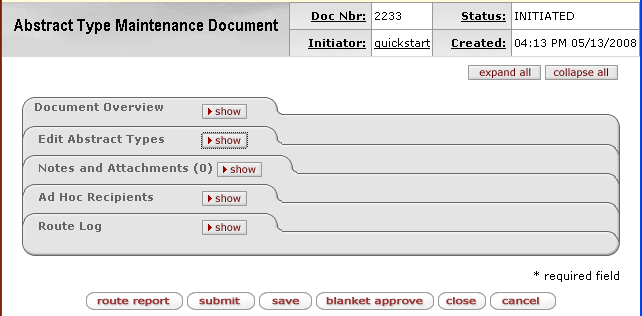 Abstract Type Maintenance Document
Doc Nbr: 2233 Status: INITIATED
Initiator: quickstart Created: 04:13 PM 05/13/2008
expand all collapse all
Document Overview show
Edit Abstract Types show
Notes and Attachments (0) show
Ad Hoc Recipients show
Route Log show
* required field
route report submit save blanket approve close cancel